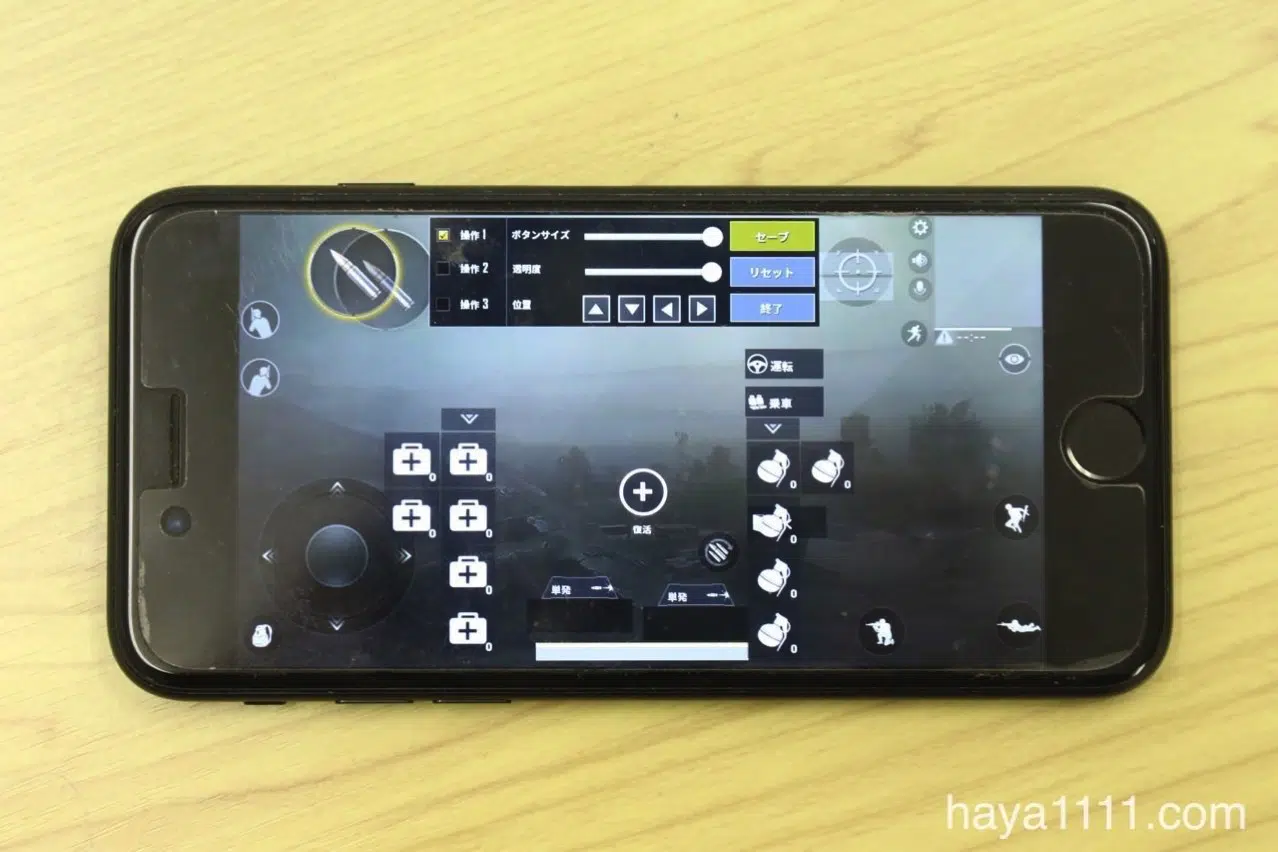 操作1 ボタンサイズ セーブ
操作2 透明度 リセット
操作3 位置 終了
--:--
運転
乗車
0 0 0 0
0 0 0
0 0
0 0
復活
単発 単発
haya1111.com